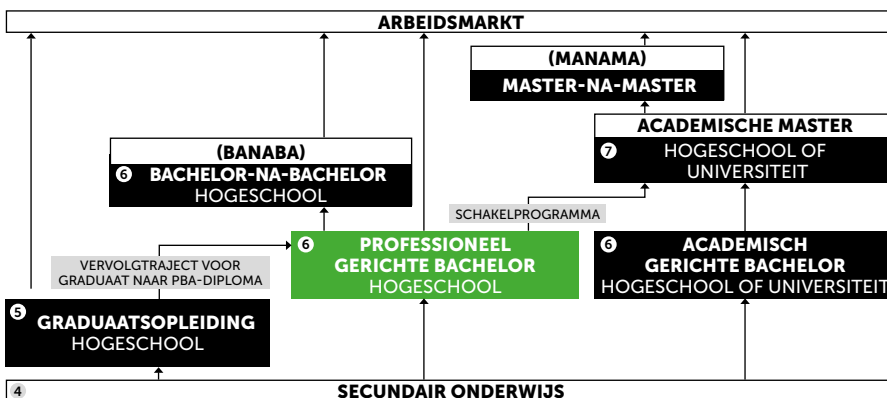 ARBEIDSMARKT
(MANAMA)
MASTER-NA-MASTER
ACADEMISCHE MASTER
7 HOGESCHOOL OF
UNIVERSITEIT
(BANABA)
6 BACHELOR-NA-BACHELOR
HOGESCHOOL
SCHAKELPROGRAMMA
6 PROFESSIONEEL
GERICHTE BACHELOR
HOGESCHOOL
6 ACADEMISCH
GERICHTE BACHELOR
HOGESCHOOL OF UNIVERSITEIT
VERVOLGTRAJECT VOOR
GRADUAAT NAAR PBA-DIPLOMA
5 GRADUAATSOPLEIDING
HOGESCHOOL
4 SECUNDAIR ONDERWIJS